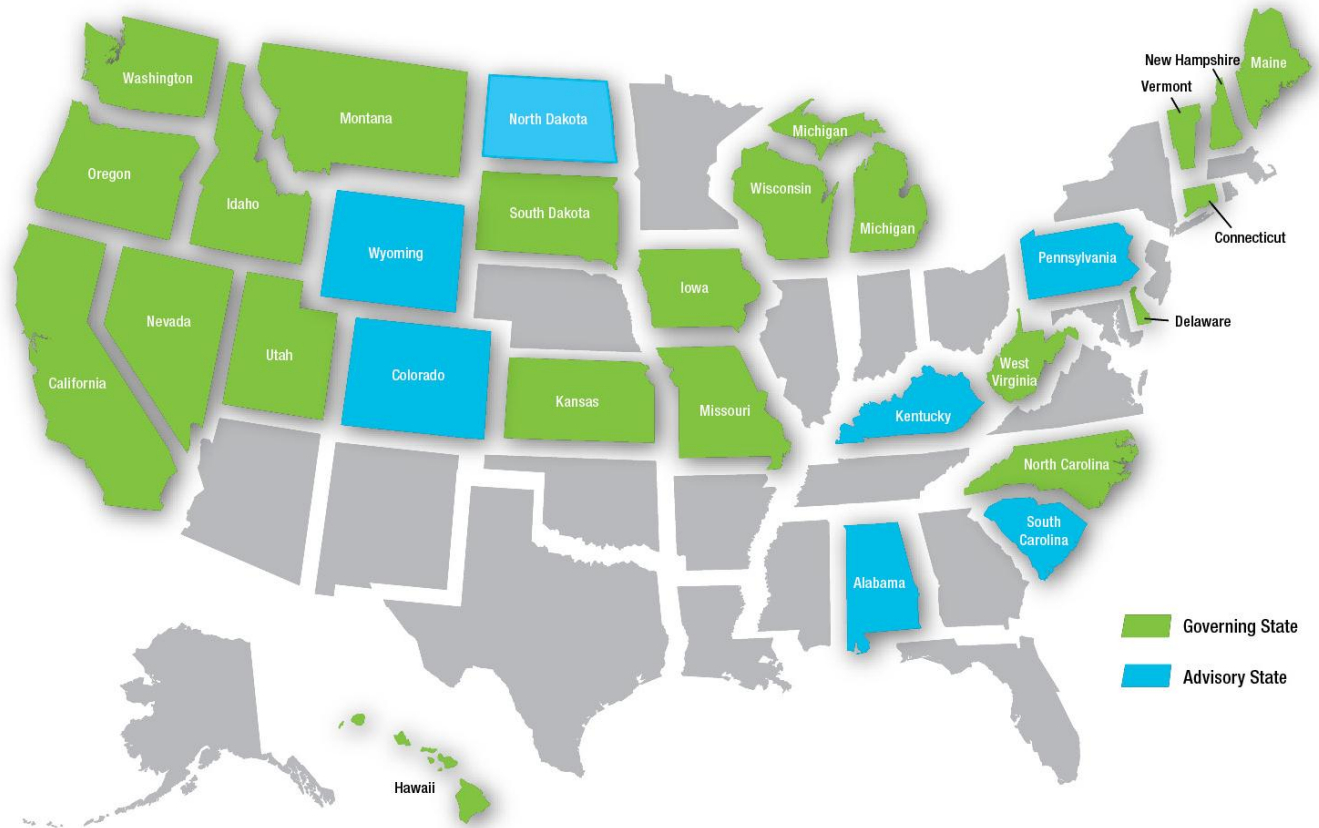 New Hampshire
Maine
Vermont
Washington
Montana
North Dakota
Michigan
Oregon
Idaho
South Dakota
Wisconsin
Michigan
Connecticut
Wyoming
Pennsylvania
Iowa
Nevada
Delaware
Utah
California
Colorado
Kansas
Missouri
Kentucky
West
Virginia
North Carolina
South
Carolina
Alabama
Governing State
Advisory State
Hawaii